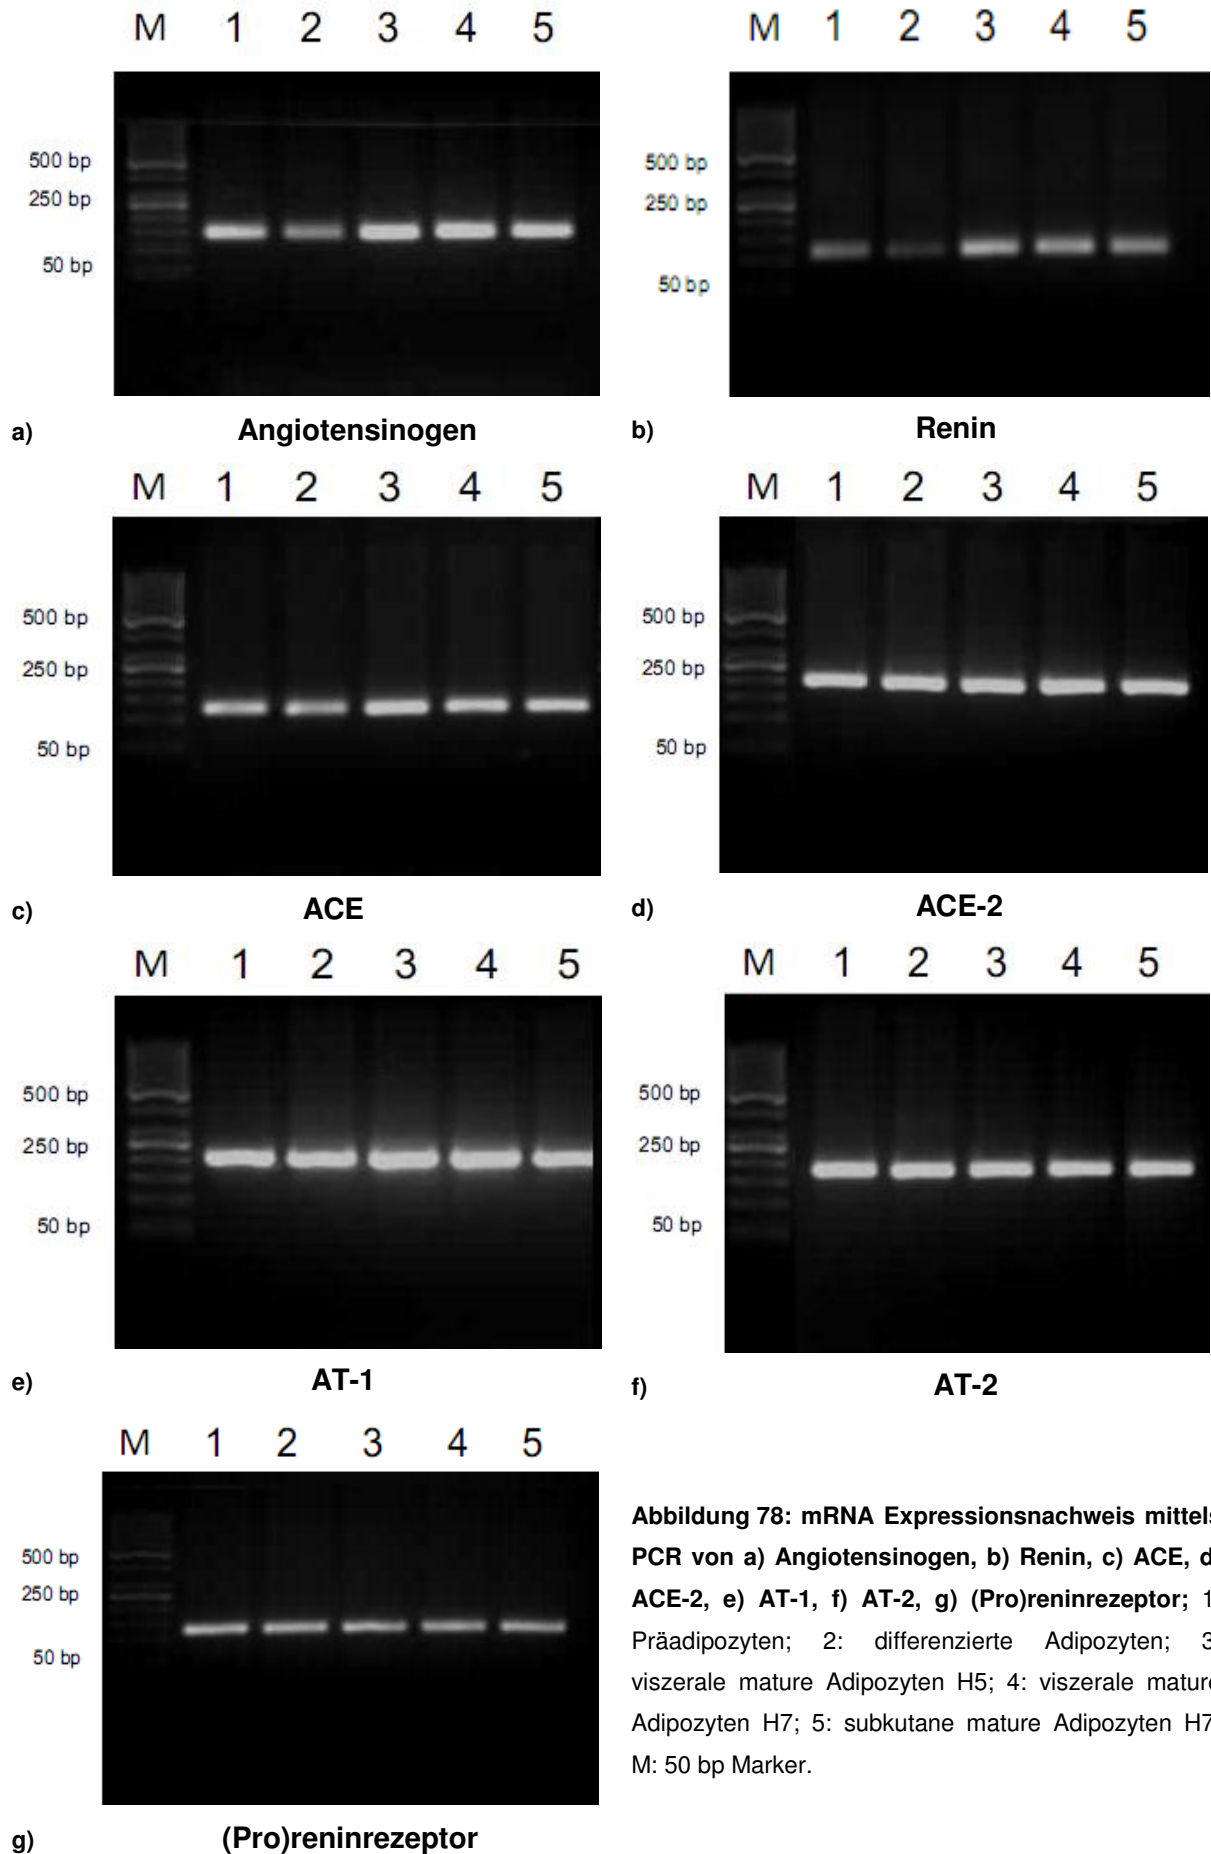 M 1 2 3 4 5
500 bp
250 bp
50 bp
a) Angiotensinogen
M 1 2 3 4 5
500 bp
250 bp
50 bp
b) Renin
M 1 2 3 4 5
500 bp
250 bp
50 bp
c) ACE
M 1 2 3 4 5
500 bp
250 bp
50 bp
d) ACE-2
M 1 2 3 4 5
500 bp
250 bp
50 bp
e) AT-1
M 1 2 3 4 5
500 bp
250 bp
50 bp
f) AT-2
M 1 2 3 4 5
500 bp
250 bp
50 bp
g) (Pro)reninrezeptor
Abbildung 78: mRNA Expressionsnachweis mittels
PCR von a) Angiotensinogen, b) Renin, c) ACE, d
ACE-2, e) AT-1, f) AT-2, g) (Pro)reninrezeptor; 1
Präadipozyten; 2: differenzierte Adipozyten; 3
viszerale mature Adipozyten H5; 4: viszerale mature
Adipozyten H7; 5: subkutane mature Adipozyten H7
M: 50 bp Marker.